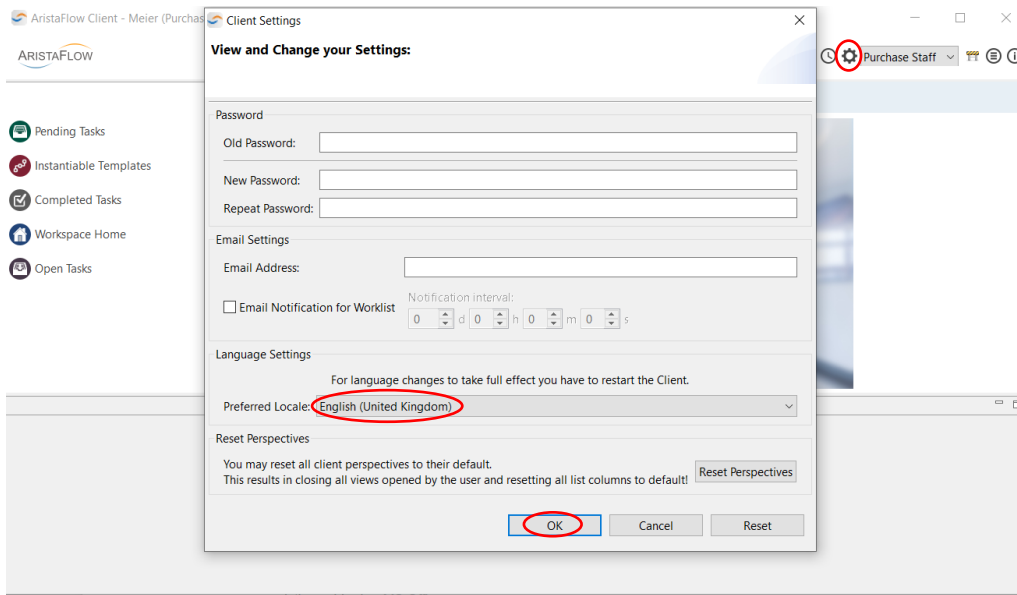 AristaFlow Client - Meier (Purchas
Client Settings
View and Change your Settings:
ARISTAFLOW
Purchase Staff
Pending Tasks
Instantiable Templates
Completed Tasks
Workspace Home
Open Tasks
Password
Old Password:
New Password:
Repeat Password:
Email Settings
Email Address:
Email Notification for Worklist
Notification interval:
0 d 0 h 0 m 0 s
Language Settings
For language changes to take full effect you have to restart the Client.
Preferred Locale: English (United Kingdom)
Reset Perspectives
You may reset all client perspectives to their default.
This results in closing all views opened by the user and resetting all list columns to default!
Reset Perspectives
OK Cancel Reset